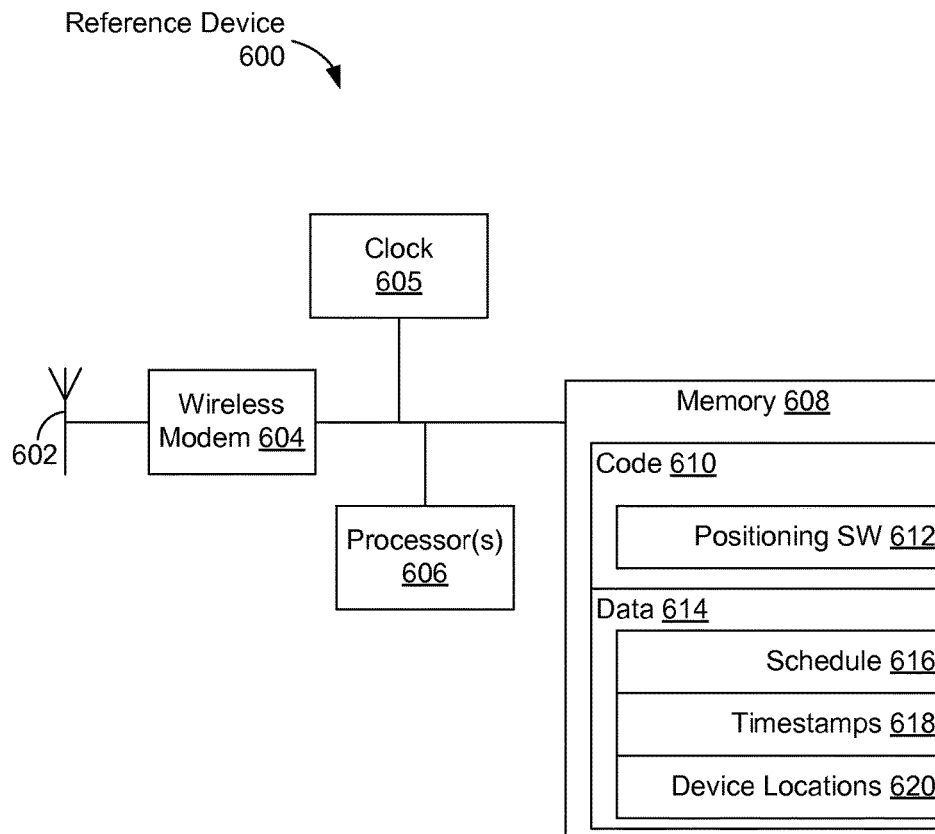 Reference Device
600
Clock
605
Wireless
Modem 604
602
Memory 608
Code 610
Positioning SW 612
Processor(s)
606
Data 614
Schedule 616
Timestamps 618
Device Locations 620